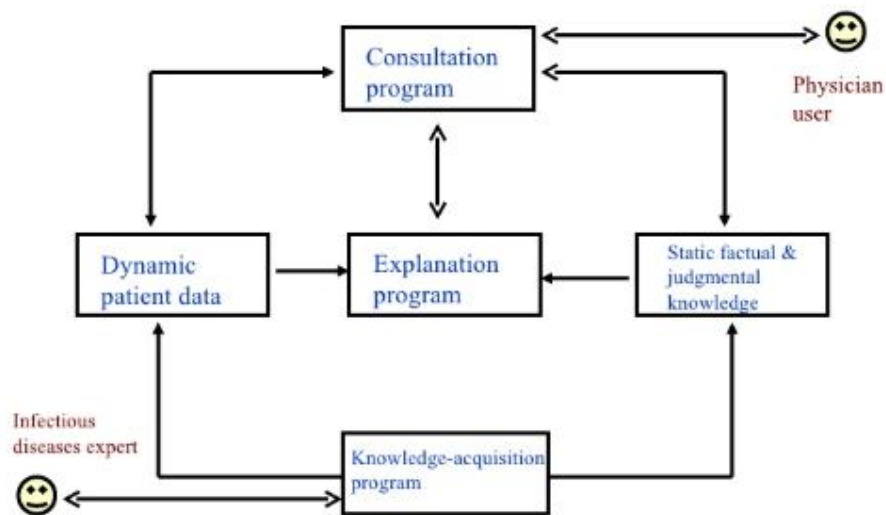 Consultation
program
Physician
user
Dynamic
patient data
Explanation
program
Static factual &
judgmental
knowledge
Infectious
diseases expert
Knowledge-acquisition
program